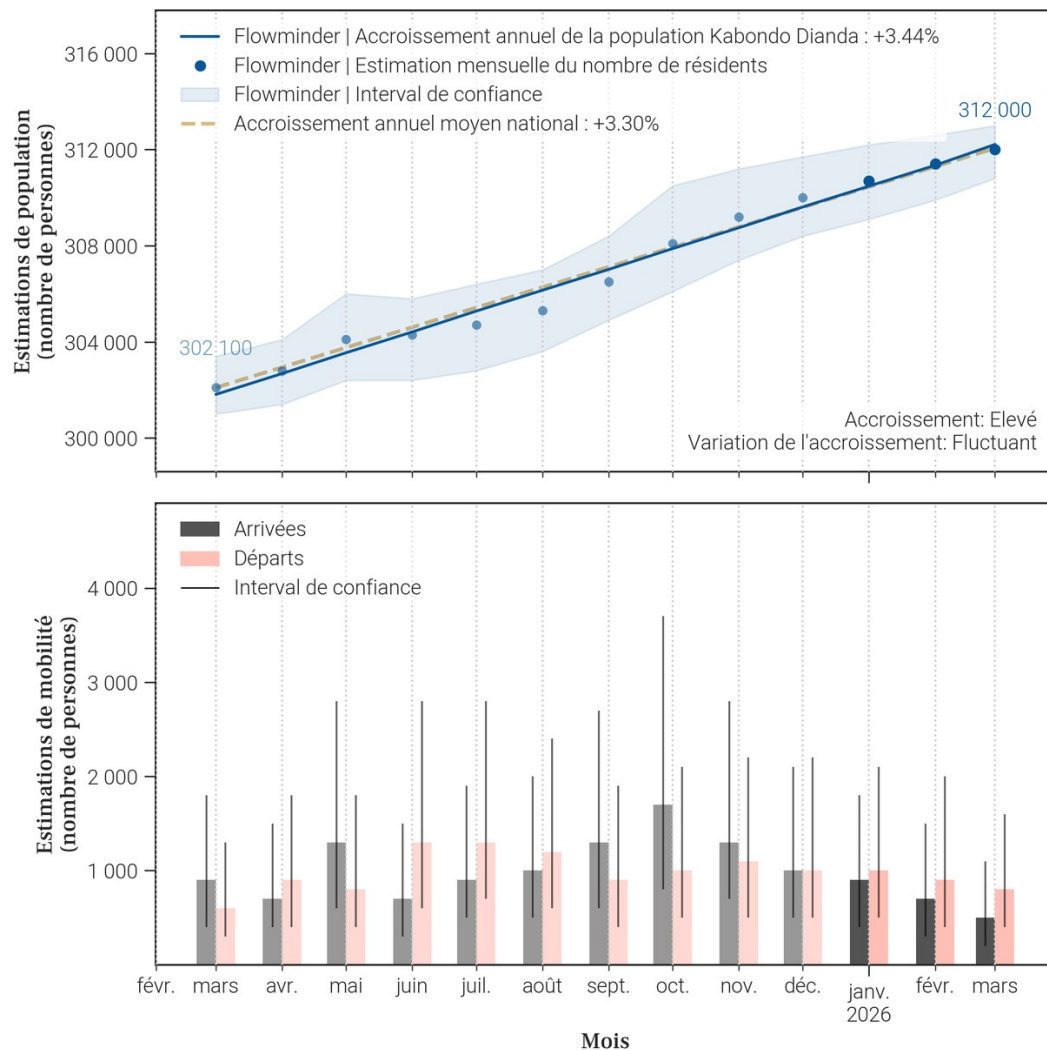 Flowminder | Accroissement annuel de la population Kabondo Dianda : +3.44%
Flowminder | Estimation mensuelle du nombre de résidents
Flowminder | Interval de confiance
Accroissement annuel moyen national : +3.30%
316 000
312 000
308 000
304 000
300 000
Estimations de population
(nombre de personnes)
302 100
312 000
Accroissement: Elevé
Variation de l'accroissement: Fluctuant
Arrivées
Départs
Interval de confiance
4 000
3 000
2 000
1 000
Estimations de mobilité
(nombre de personnes)
févr. mars avr. mai juin juil. août sept. oct. nov. déc. janv. févr. mars
2026
Mois